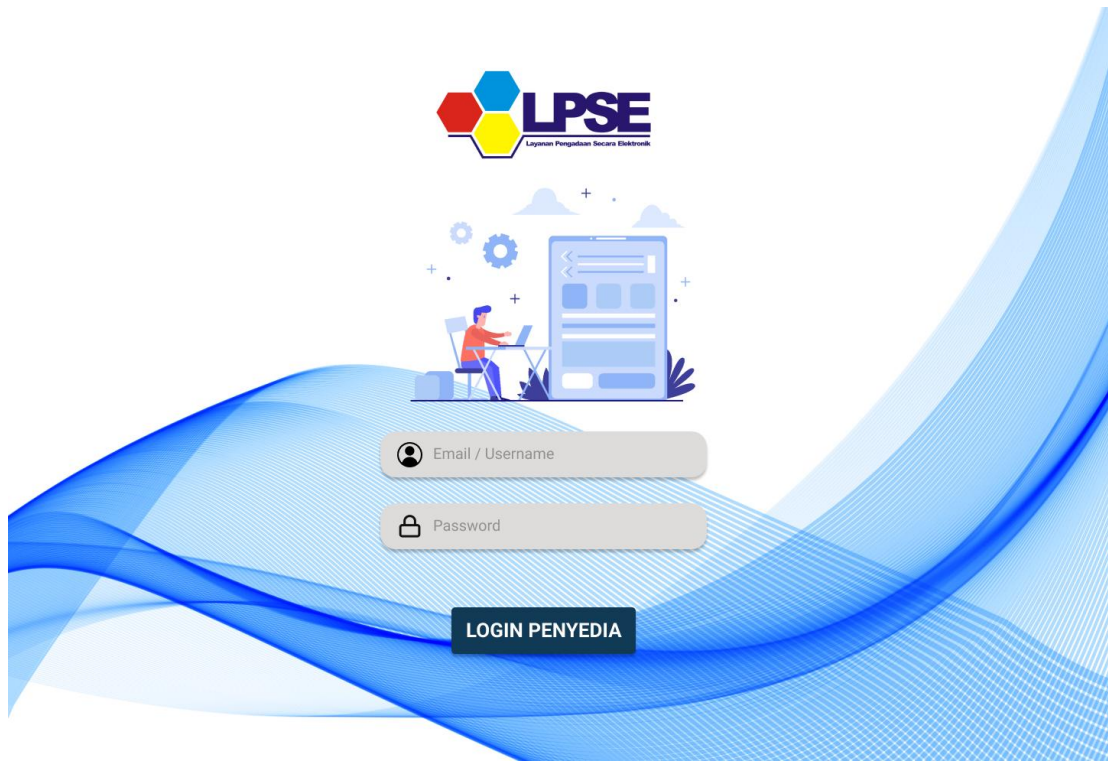 LPSE
Layanan Pengadaan Secara Elektronik
Email / Username
Password
LOGIN PENYEDIA